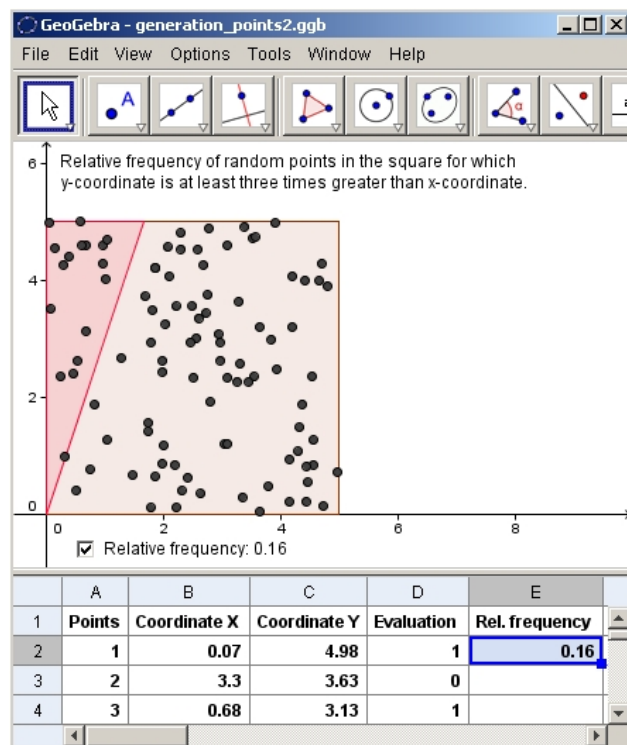 GeoGebra - generation_points2.ggb
File Edit View Options Tools Window Help
A
α
Relative frequency of random points in the square for which
y-coordinate is at least three times greater than x-coordinate.
6
4
2
0
0 2 4 6 8
Relative frequency: 0.16
A B C D E
1 Points Coordinate X Coordinate Y Evaluation Rel. frequency
2 1 0.07 4.98 1 0.16
3 2 3.3 3.63 0
4 3 0.68 3.13 1